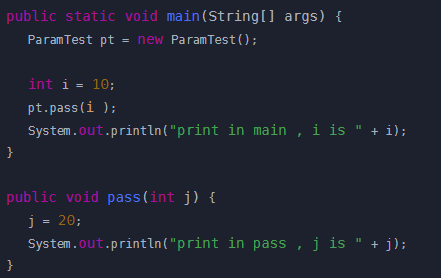 public static void main(String[] args) {
ParamTest pt = new ParamTest();
int i = 10;
pt.pass(i );
System.out.println("print in main , i is " + i);
}
public void pass(int j) {
j = 20;
System.out.println("print in pass , j is " + j);
}